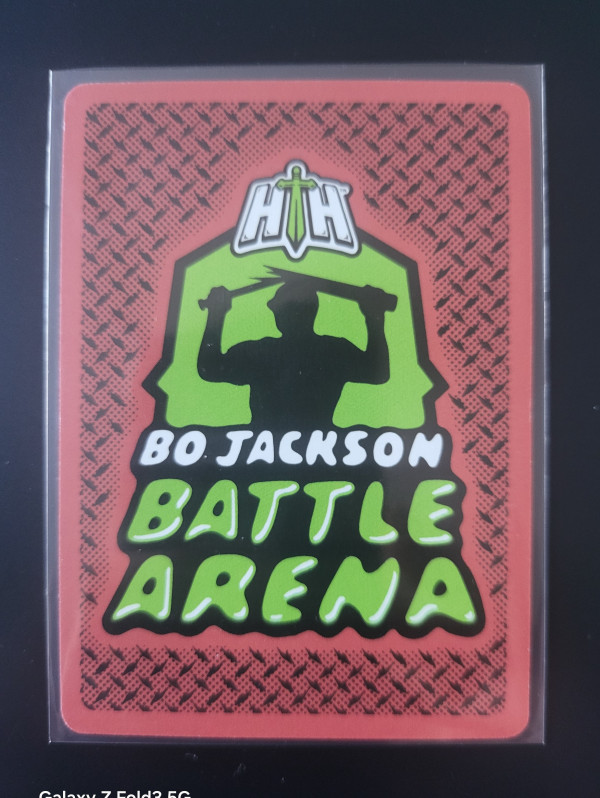 HTH
BO JACKSON
BATTLE
ARENA
Galaxy Z Fold3 5G